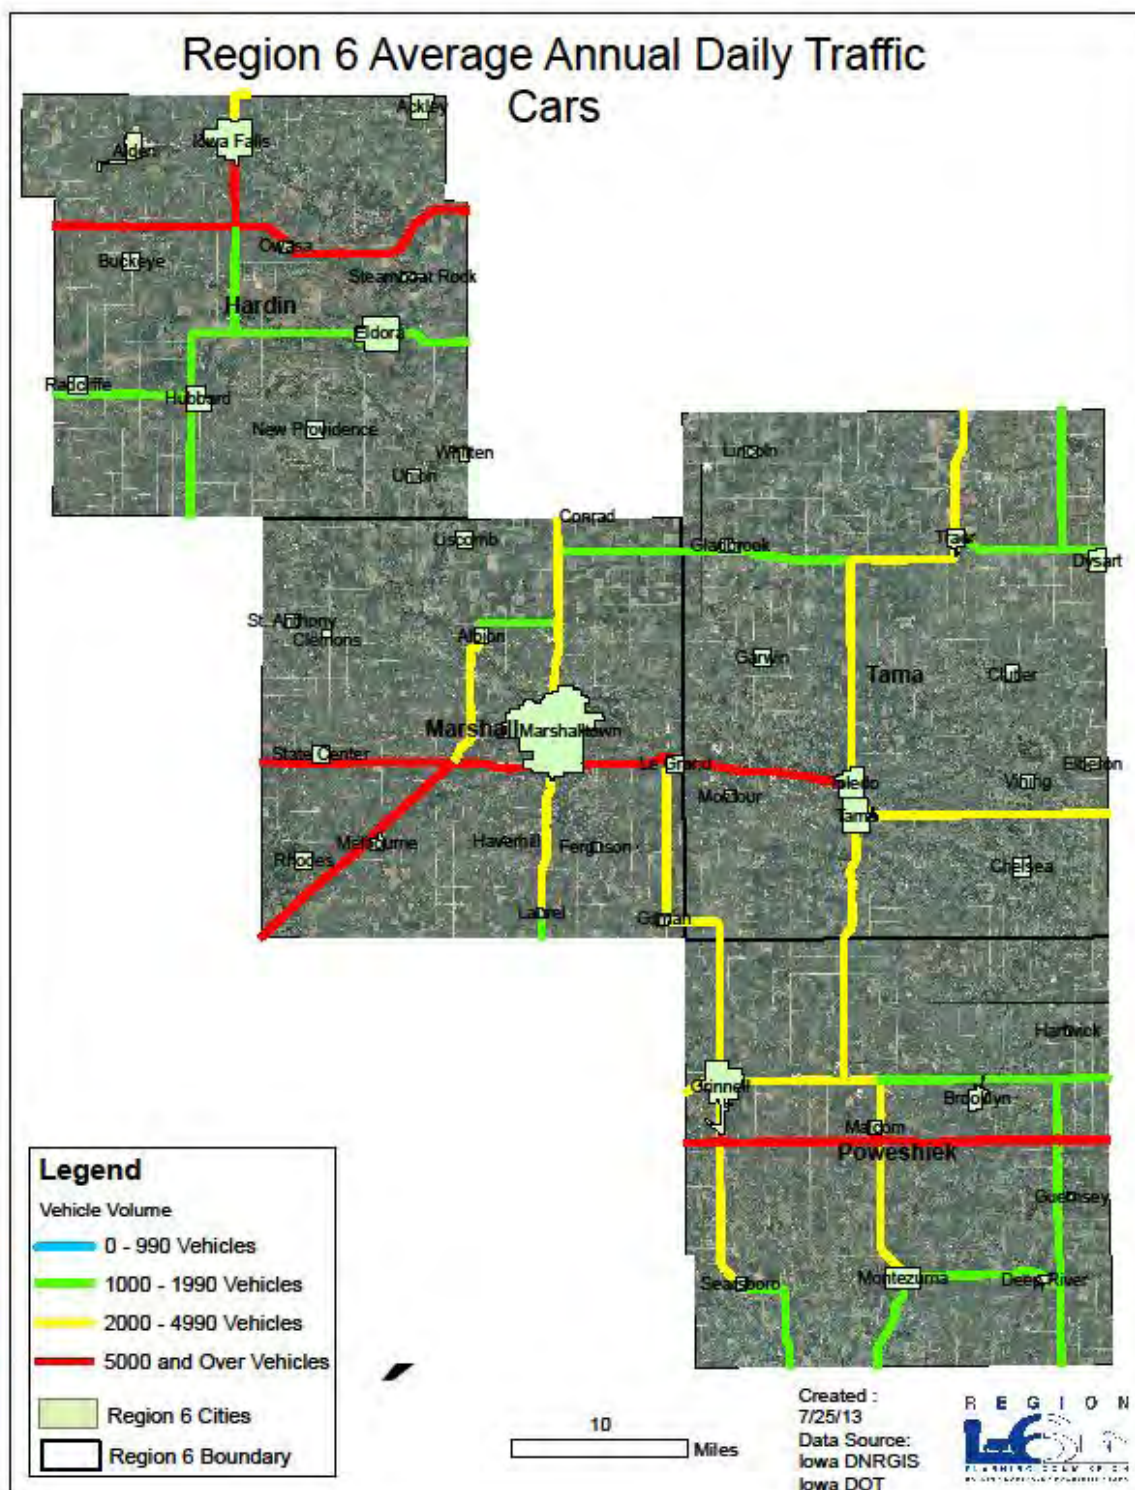 Region 6 Average Annual Daily Traffic
Cars
Ackley
Iowa Falls
Alden
Owasa
Buckeye
Steamboat Rock
Hardin
Eldora
Radcliffe
Hubbard
New Providence
Whitten
Union
Lincoln
Conrad
Liscomb
Gladbrook
Traer
Dysart
St. Anthony
Clemons
Albion
Garwin
Tama
Clutier
Marshall
Marshalltown
State Center
Le Grand
Toledo
Vining
Elberon
Montour
Tama
Melbourne
Haverhill
Ferguson
Rhodes
Chelsea
Laurel
Gilman
Hartwick
Grinnell
Brooklyn
Malcom
Poweshiek
Guernsey
Searsboro
Montezuma
Deep River
Legend
Vehicle Volume
0 - 990 Vehicles
1000 - 1990 Vehicles
2000 - 4990 Vehicles
5000 and Over Vehicles
Region 6 Cities
Region 6 Boundary
10
Miles
Created :
7/25/13
Data Source:
Iowa DNRGIS
Iowa DOT
REGION
PLANNING COMMISSION